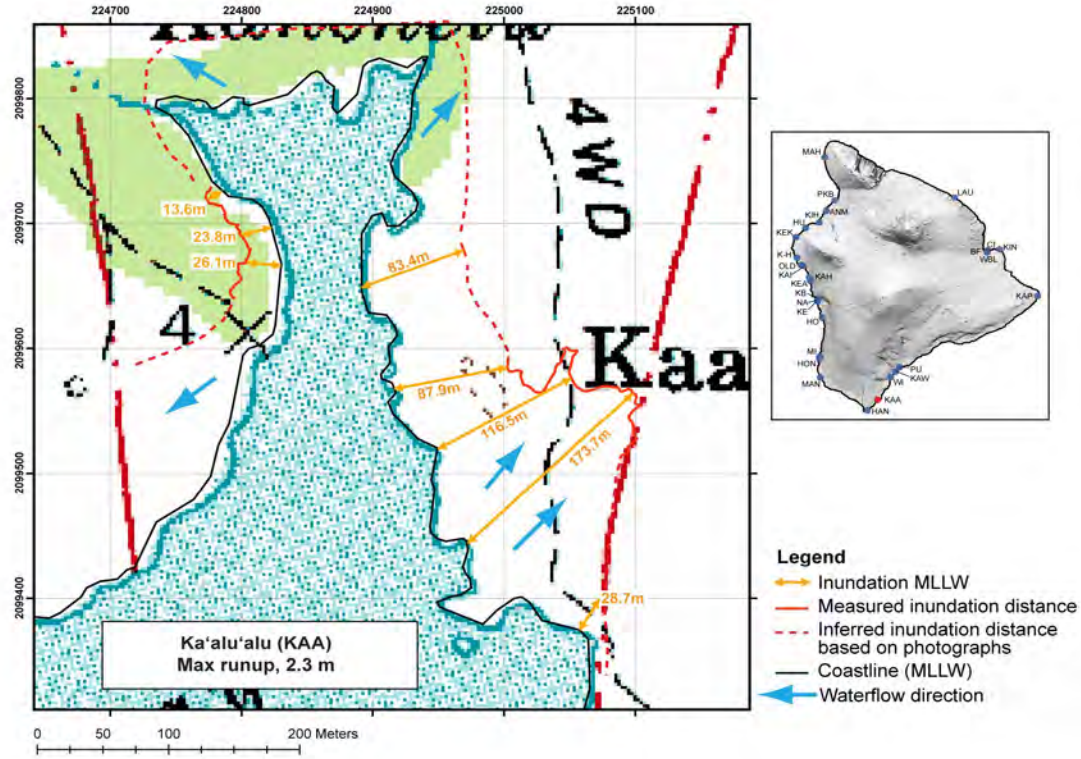 224700
224800
224900
225000
225100
2099800
2099700
2099600
2099500
2099400
4WD
13.6m
23.8m
26.1m
83.4m
4
Kaa
87.9m
116.5m
173.7m
28.7m
Kaʻaluʻalu (KAA)
Max runup, 2.3 m
0 50 100 200 Meters
MAH
PKB
LAU
KIH
ANM
HU
KEK
CI
KIN
BF
WBL
K-H
OLD
KAI
KAH
KEA
KAP
KB
NA
KE
HO
MI
HON
PU
KAW
WI
MAN
KAA
HAN
Legend
Inundation MLLW
Measured inundation distance
Inferred inundation distance
based on photographs
Coastline (MLLW)
Waterflow direction